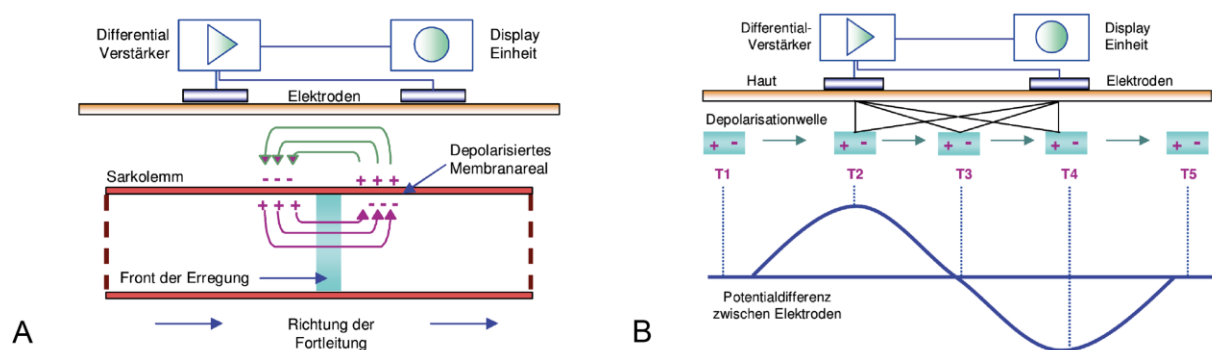 Differential
Verstärker
Display
Einheit
Elektroden
Depolarisiertes
Membranareal
Sarkolemm
- - -
+ + +
+ + +
- - -
Front der Erregung
Richtung der
Fortleitung
A
Differential-
Verstärker
Display
Einheit
Haut
Elektroden
Depolarisationwelle
+ -
+ -
+ -
+ -
+ -
T1
T2
T3
T4
T5
Potentialdifferenz
zwischen Elektroden
B